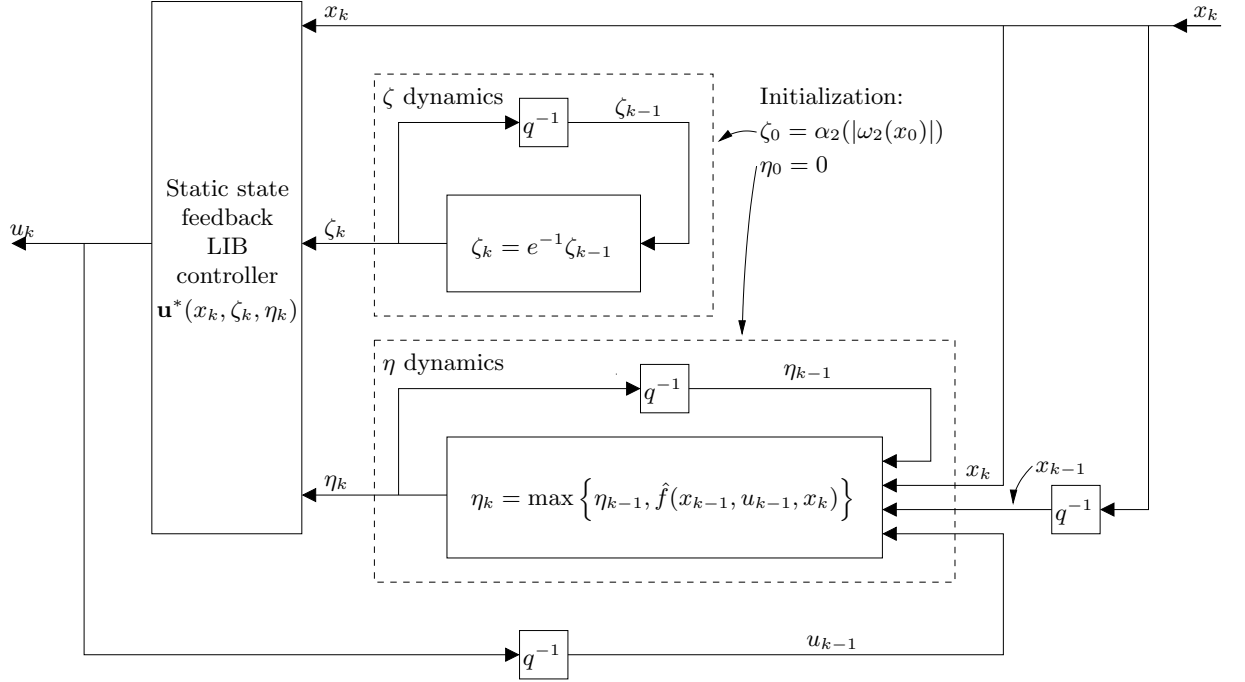 x_k
x_k
ζ dynamics
q^{-1}
ζ_{k-1}
Initialization:
ζ_0 = α_2(|ω_2(x_0)|)
η_0 = 0
Static state
feedback
LIB
controller
𝐮*(x_k, ζ_k, η_k)
u_k
ζ_k
ζ_k = e^{-1}ζ_{k-1}
η dynamics
q^{-1}
η_{k-1}
η_k
η_k = max {η_{k-1}, f̂(x_{k-1}, u_{k-1}, x_k)}
x_k
x_{k-1}
q^{-1}
q^{-1}
u_{k-1}